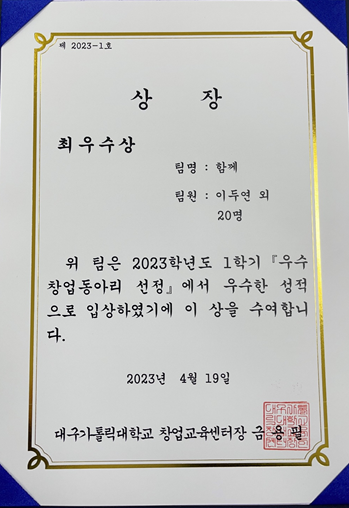 제 2023-1호
상 장
최우수상
팀명 : 함께
팀원 : 이두연 외
20명
위 팀은 2023학년도 1학기 『우수
창업동아리 선정』에서 우수한 성적
으로 입상하였기에 이 상을 수여합니
다.
2023년 4월 19일
대구가톨릭대학교 창업교육센터장 금 용 필